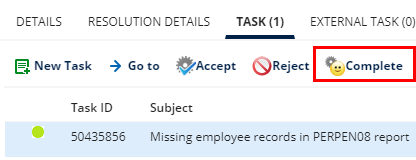 DETAILS RESOLUTION DETAILS TASK (1) EXTERNAL TASK (0)
New Task Go to Accept Reject Complete
Task ID Subject
50435856 Missing employee records in PERPEN08 report